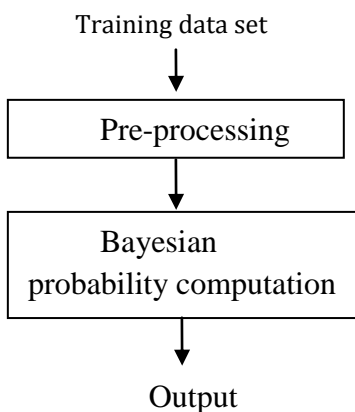 Training data set
Pre-processing
Bayesian
probability computation
Output